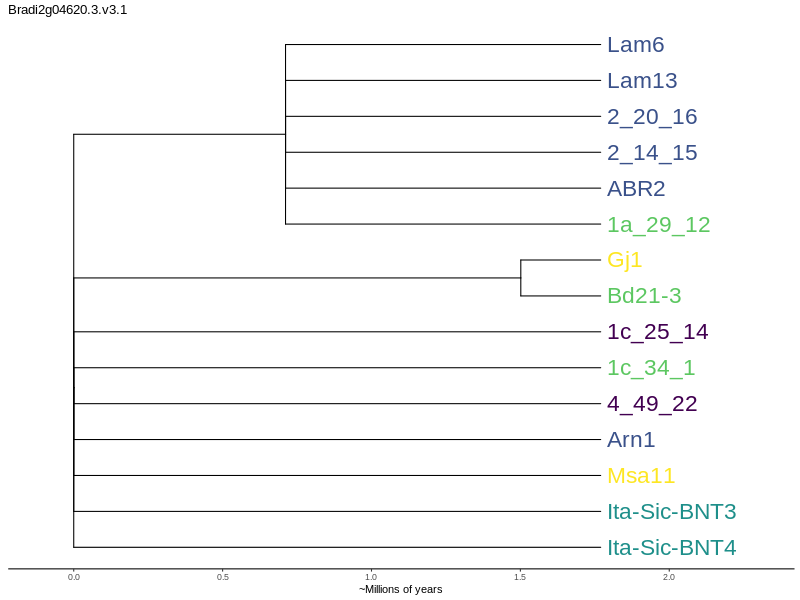 Bradi2g04620.3.v3.1
Lam6
Lam13
2_20_16
2_14_15
ABR2
1a_29_12
Gj1
Bd21-3
1c_25_14
1c_34_1
4_49_22
Arn1
Msa11
Ita-Sic-BNT3
Ita-Sic-BNT4
0.0 0.5 1.0 1.5 2.0
~Millions of years